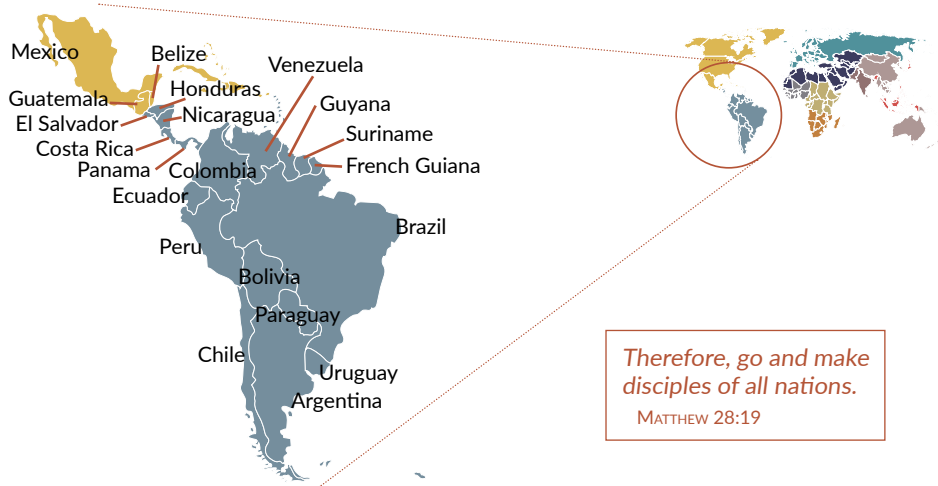 Mexico
Belize
Venezuela
Guatemala
Honduras
Guyana
El Salvador
Nicaragua
Suriname
Costa Rica
Panama
Colombia
French Guiana
Ecuador
Brazil
Peru
Bolivia
Paraguay
Chile
Uruguay
Argentina
Therefore, go and make
disciples of all nations.
Matthew 28:19